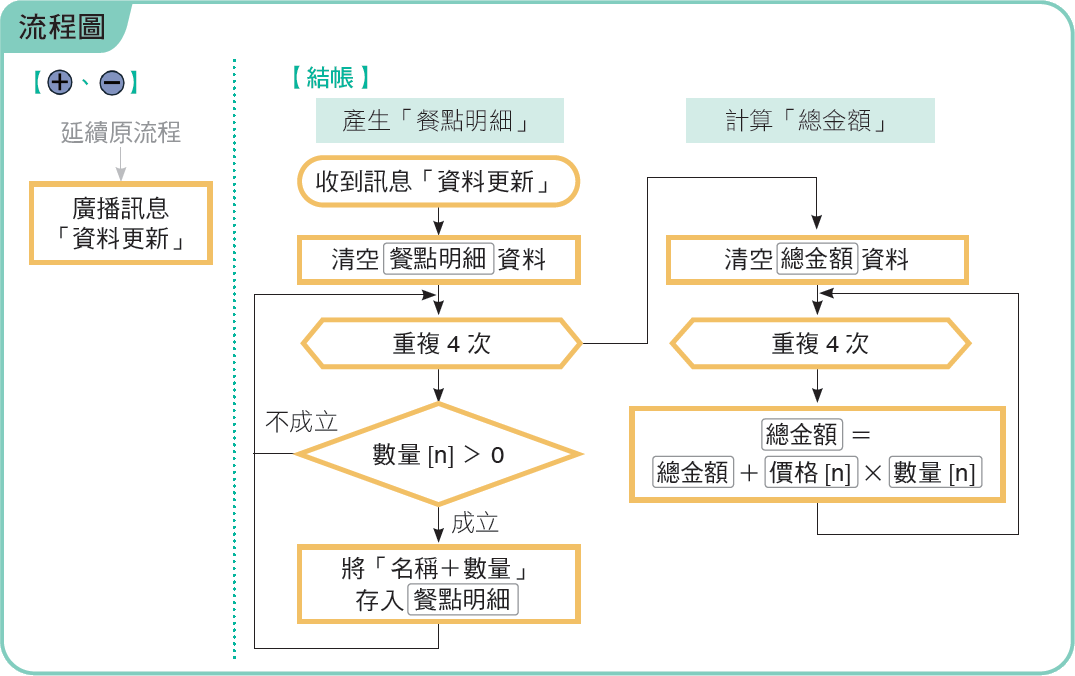 流程圖
【⊕、⊖】
延續原流程
廣播訊息
「資料更新」
【結帳】
產生「餐點明細」
收到訊息「資料更新」
清空 餐點明細 資料
重複 4 次
不成立
數量 [n] > 0
成立
將「名稱+數量」
存入 餐點明細
計算「總金額」
清空 總金額 資料
重複 4 次
總金額 =
總金額 + 價格 [n] × 數量 [n]